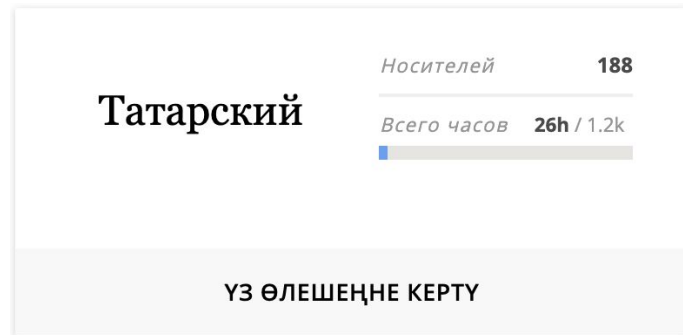 Татарский
Носителей 188
Всего часов 26h / 1.2k
ҮЗ ӨЛЕШЕҢНЕ КЕРТҮ